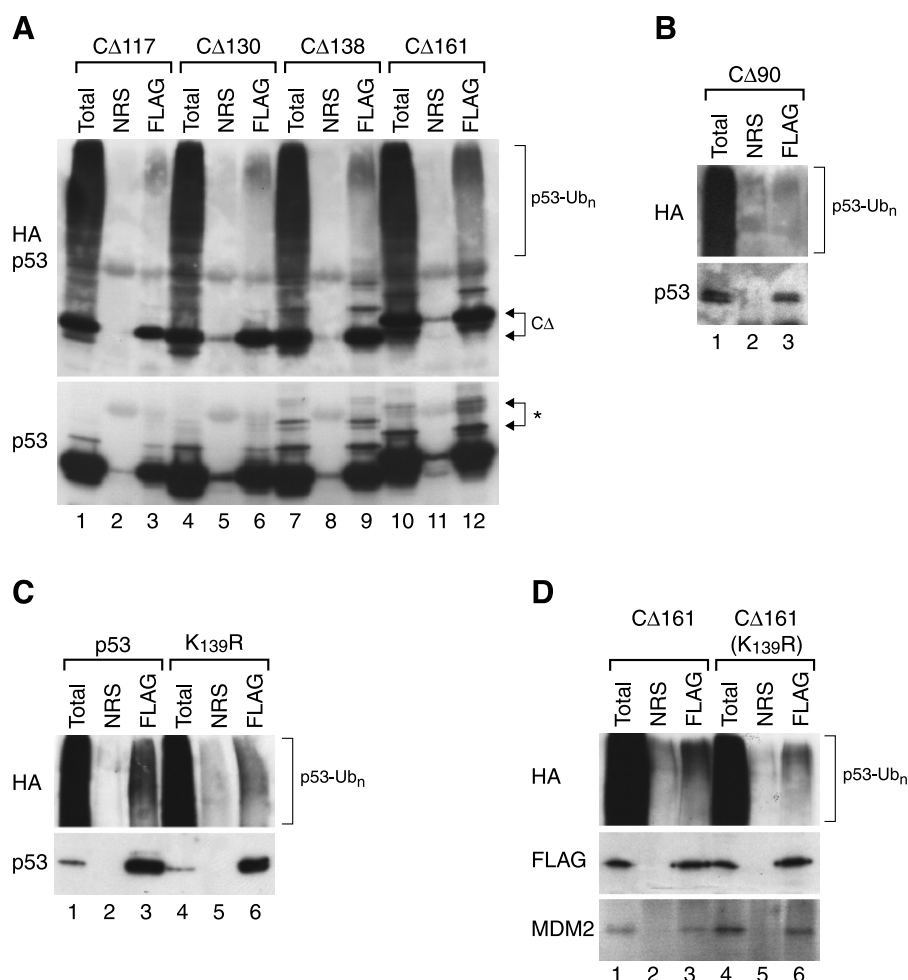 A
CΔ117 CΔ130 CΔ138 CΔ161
Total NRS FLAG Total NRS FLAG Total NRS FLAG Total NRS FLAG
HA
p53
p53-Ubn
CΔ
p53
*
1 2 3 4 5 6 7 8 9 10 11 12
B
CΔ90
Total NRS FLAG
HA
p53-Ubn
p53
1 2 3
C
p53 K139R
Total NRS FLAG Total NRS FLAG
HA
p53-Ubn
p53
1 2 3 4 5 6
D
CΔ161 CΔ161
(K139R)
Total NRS FLAG Total NRS FLAG
HA
p53-Ubn
FLAG
MDM2
1 2 3 4 5 6